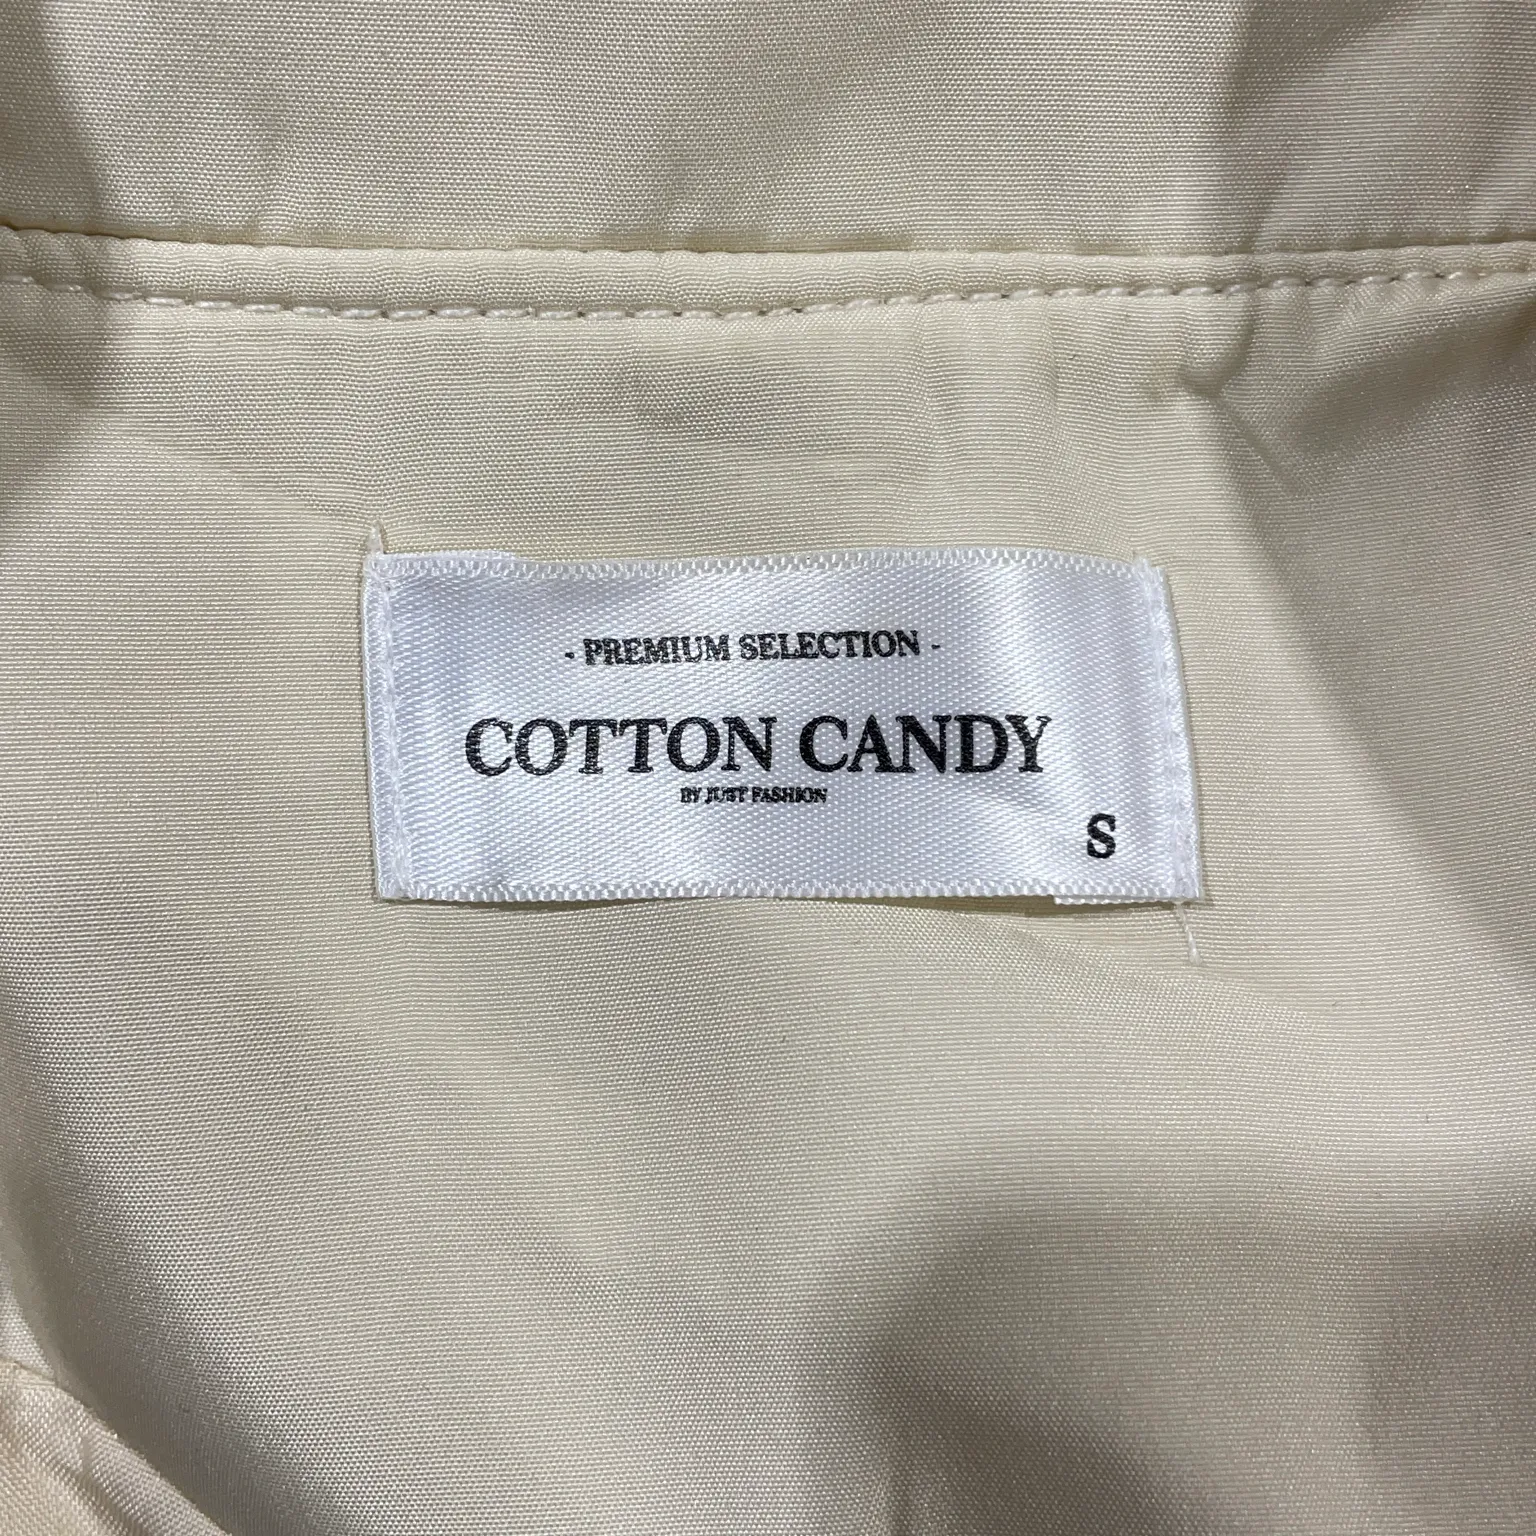 - PREMIUM SELECTION -
COTTON CANDY
BY JUST FASHION
S